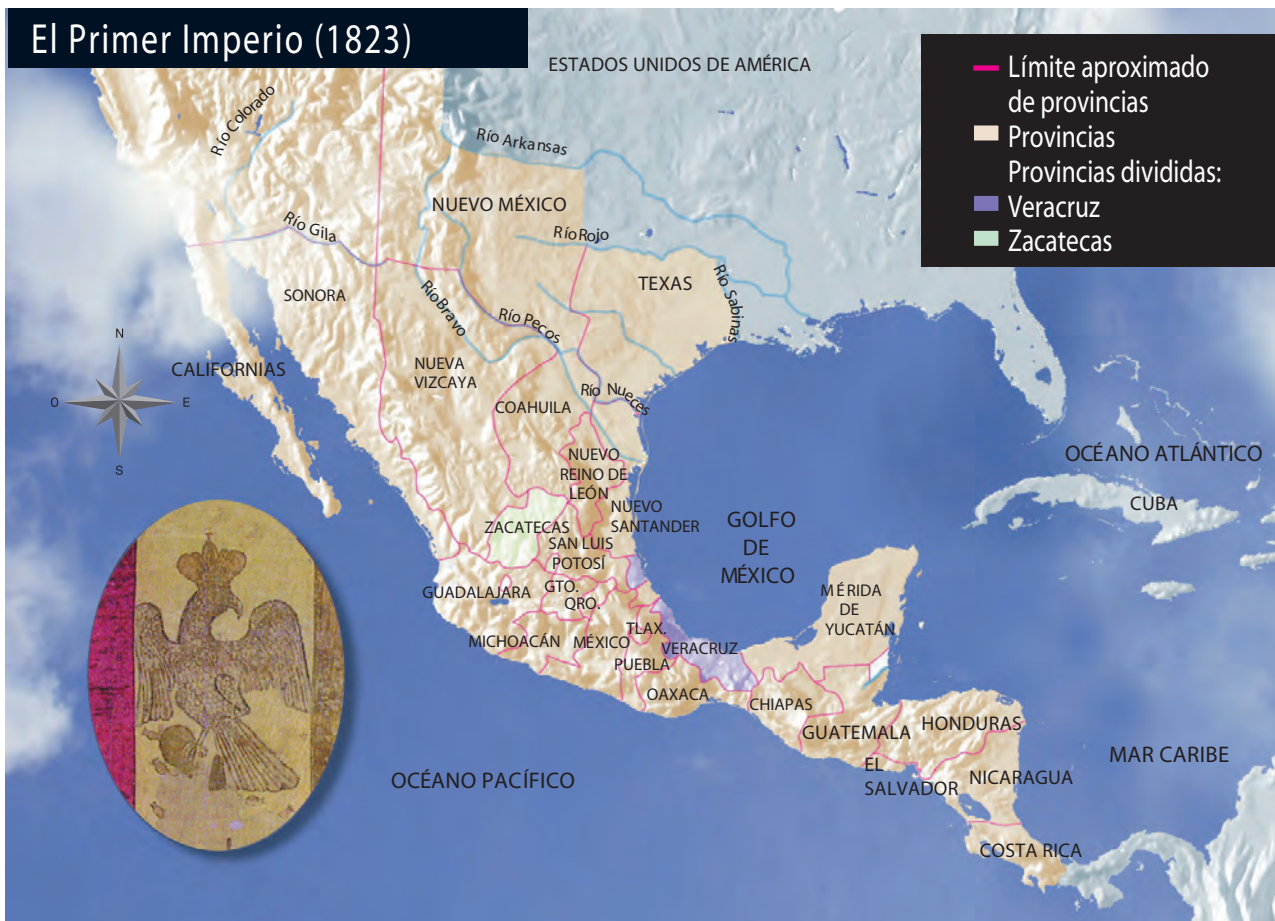 El Primer Imperio (1823)
ESTADOS UNIDOS DE AMÉRICA
Límite aproximado
de provincias
Provincias
Provincias divididas:
Veracruz
Zacatecas
Río Colorado
Río Arkansas
NUEVO MÉXICO
Río Gila
Río Rojo
SONORA
TEXAS
Río Sabinas
Río Bravo
Río Pecos
N
O
E
S
CALIFORNIAS
NUEVA
VIZCAYA
COAHUILA
Río Nueces
NUEVO
REINO DE
LEÓN
OCÉANO ATLÁNTICO
CUBA
NUEVO
SANTANDER
ZACATECAS
SAN LUIS
POTOSÍ
GOLFO
DE
MÉXICO
GUADALAJARA
GTO.
QRO.
MÉRIDA
DE
YUCATÁN
MICHOACÁN
MÉXICO
TLAX.
VERACRUZ
PUEBLA
OAXACA
CHIAPAS
GUATEMALA
HONDURAS
EL
SALVADOR
NICARAGUA
MAR CARIBE
OCÉANO PACÍFICO
COSTA RICA